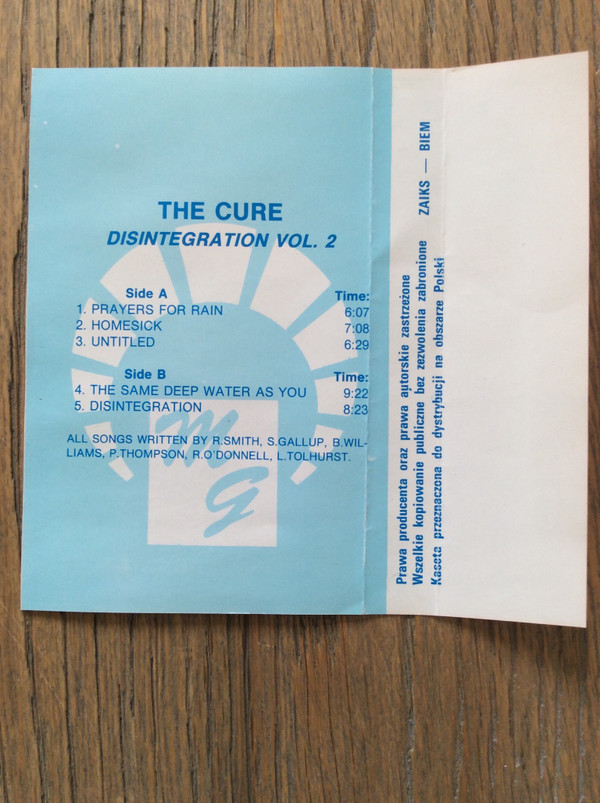 THE CURE
DISINTEGRATION VOL. 2
Side A Time:
1. PRAYERS FOR RAIN 6:07
2. HOMESICK 7:08
3. UNTITLED 6:29
Side B Time:
4. THE SAME DEEP WATER AS YOU 9:22
5. DISINTEGRATION 8:23
ALL SONGS WRITTEN BY R.SMITH, S.GALLUP, B.WIL-
LIAMS, P.THOMPSON, R.O'DONNELL, L.TOLHURST.
MG
Prawa producenta oraz prawa autorskie zastrzeżone
Wszelkie kopiowanie publiczne bez zezwolenia zabronione ZAIKS — BIEM
Kaseta przeznaczona do dystrybucji na obszarze Polski